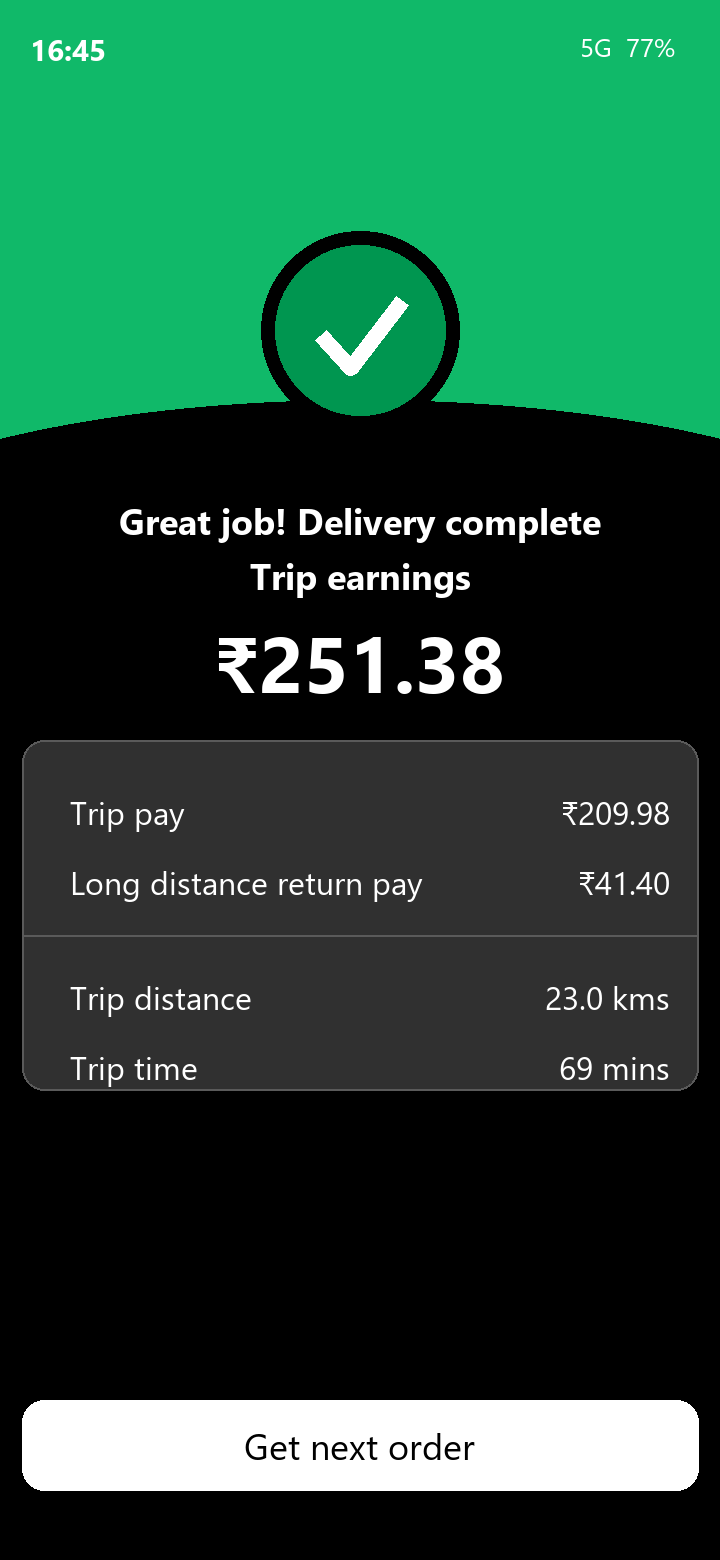 16:45 5G 77%
Great job! Delivery complete
Trip earnings
₹251.38
Trip pay ₹209.98
Long distance return pay ₹41.40
Trip distance 23.0 kms
Trip time 69 mins
Get next order